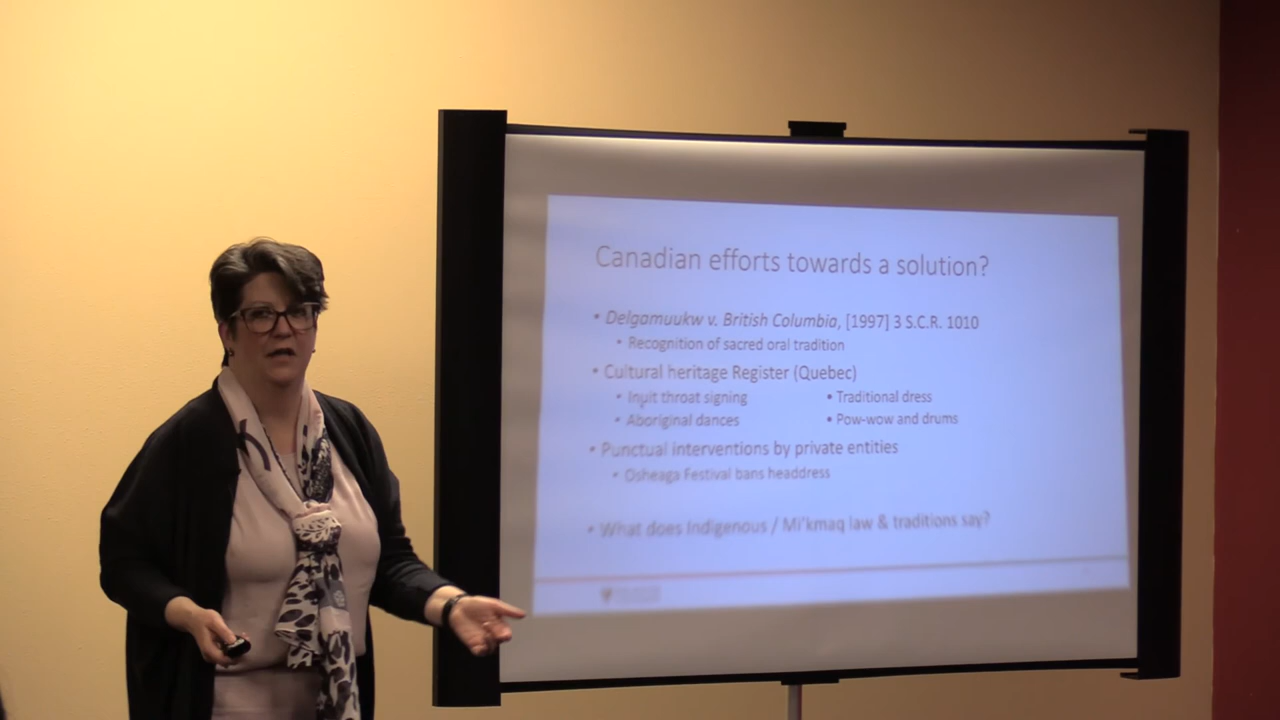 Canadian efforts towards a solution?
• Delgamuukw v. British Columbia, [1997] 3 S.C.R. 1010
• Recognition of sacred oral tradition
• Cultural heritage Register (Quebec)
• Inuit throat signing
• Traditional dress
• Aboriginal dances
• Pow-wow and drums
• Punctual interventions by private entities
• Osheaga Festival bans headdress
• What does Indigenous / Mi'kmaq law & traditions say?